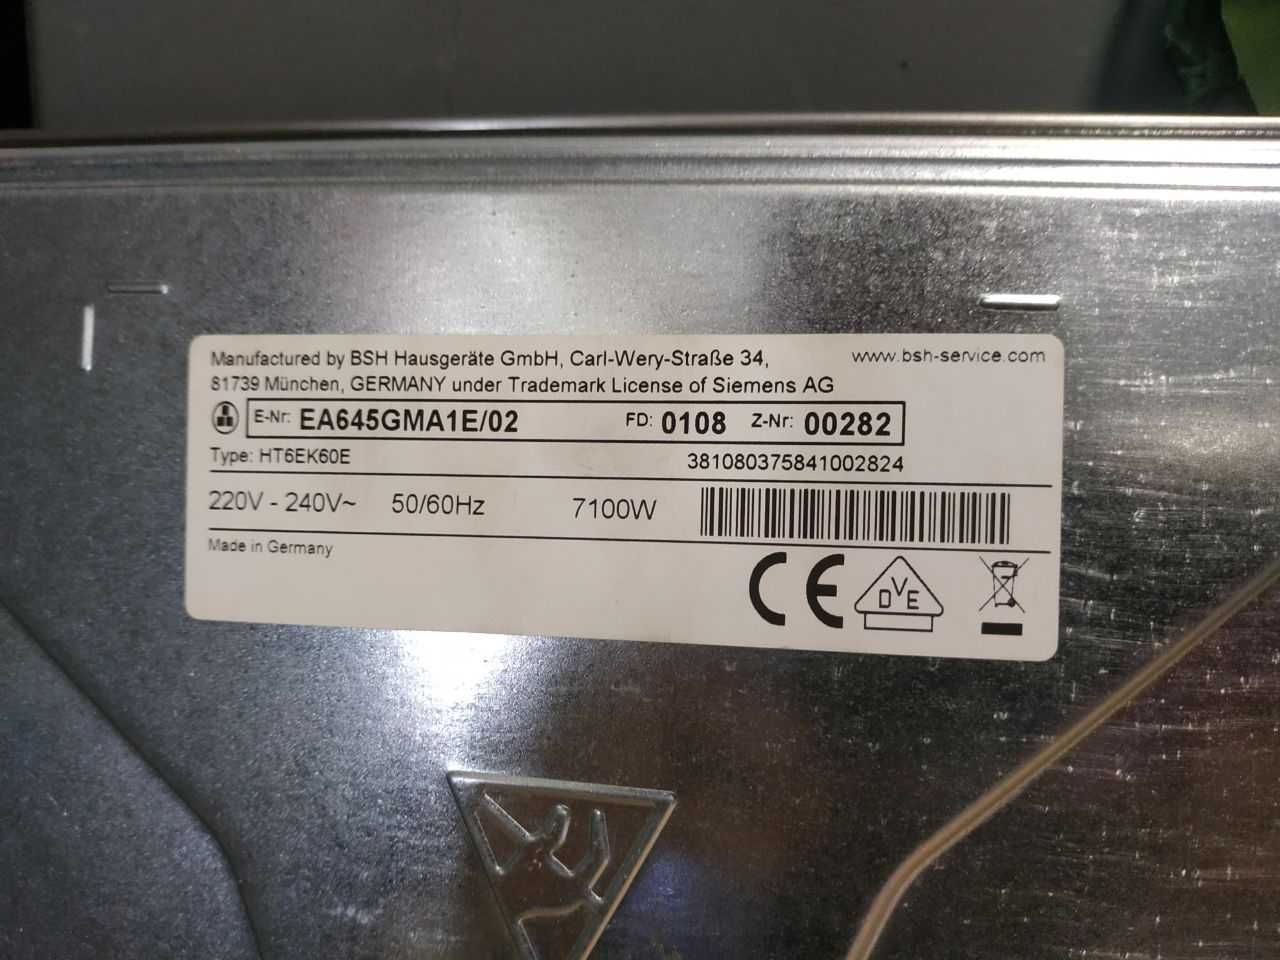 Manufactured by BSH Hausgeräte GmbH, Carl-Wery-Straße 34, www.bsh-service.com
81739 München, GERMANY under Trademark License of Siemens AG
E-Nr: EA645GMA1E/02 FD: 0108 Z-Nr: 00282
Type: HT6EK60E 381080375841002824
220V - 240V~ 50/60Hz 7100W
Made in Germany
CE
DVE